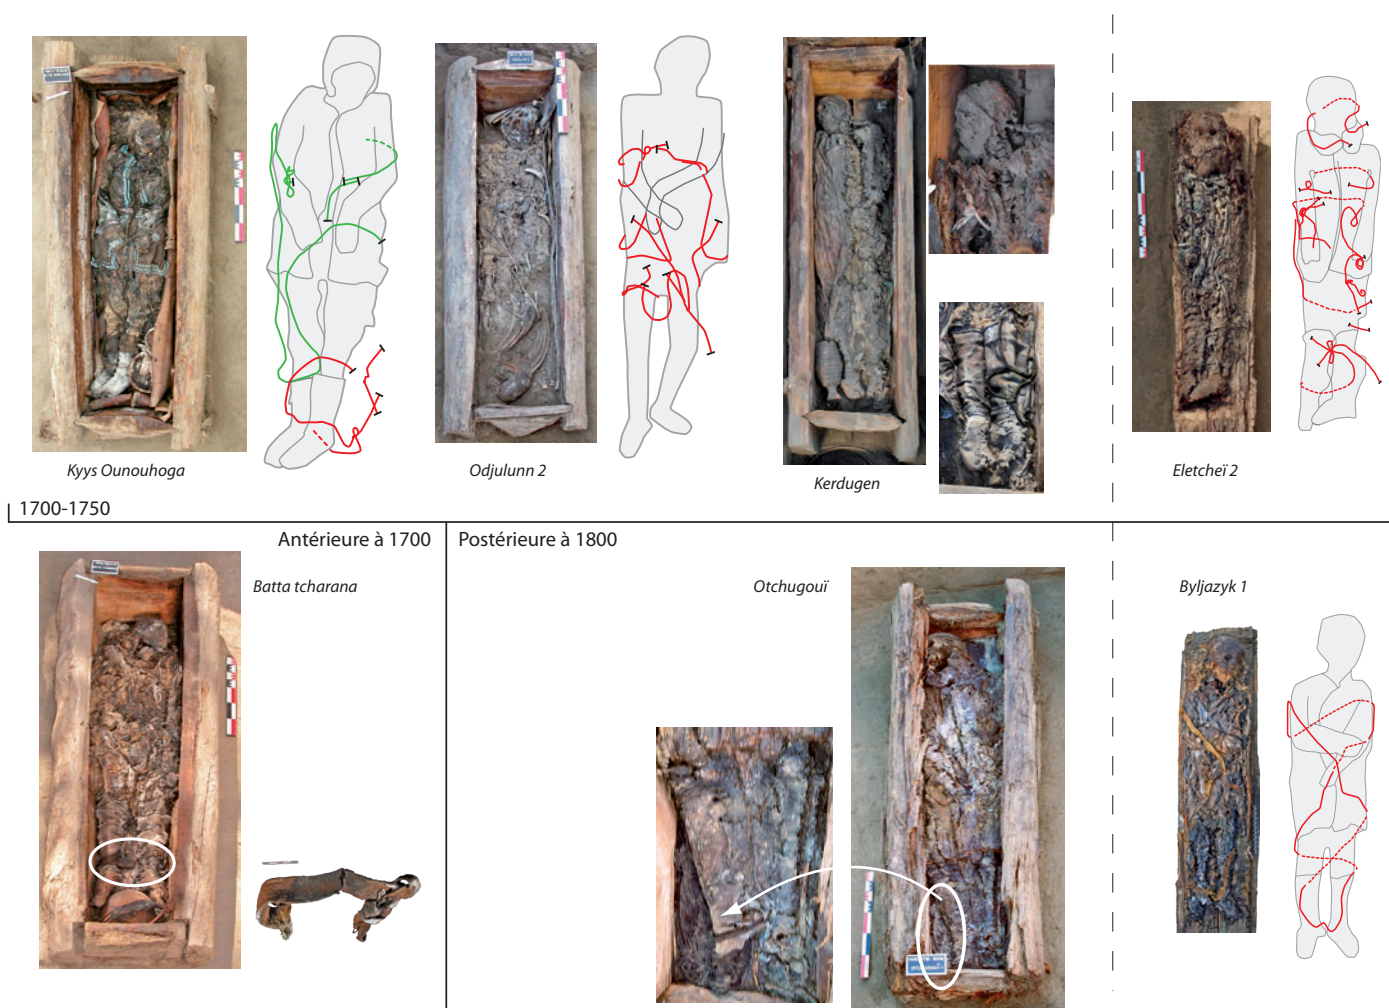 Kyys Ounouhoga
Odjulunn 2
Kerdugen
Eletcheï 2
1700-1750
Antérieure à 1700
Postérieure à 1800
Batta tcharana
Otchugouï
Byljazyk 1